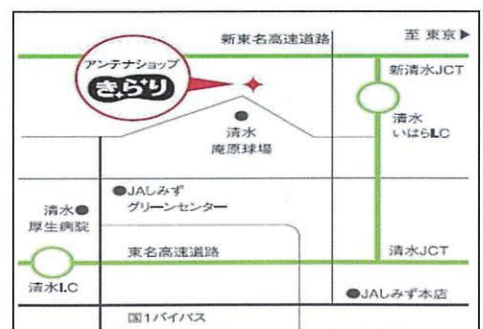 新東名高速道路
至 東京▶
アンテナショップ
きらり
新清水JCT
清水
いはらI.C
清水
庵原球場
●JAしみず
グリーンセンター
清水●
厚生病院
東名高速道路
清水JCT
清水I.C
●JAしみず本店
国1バイパス